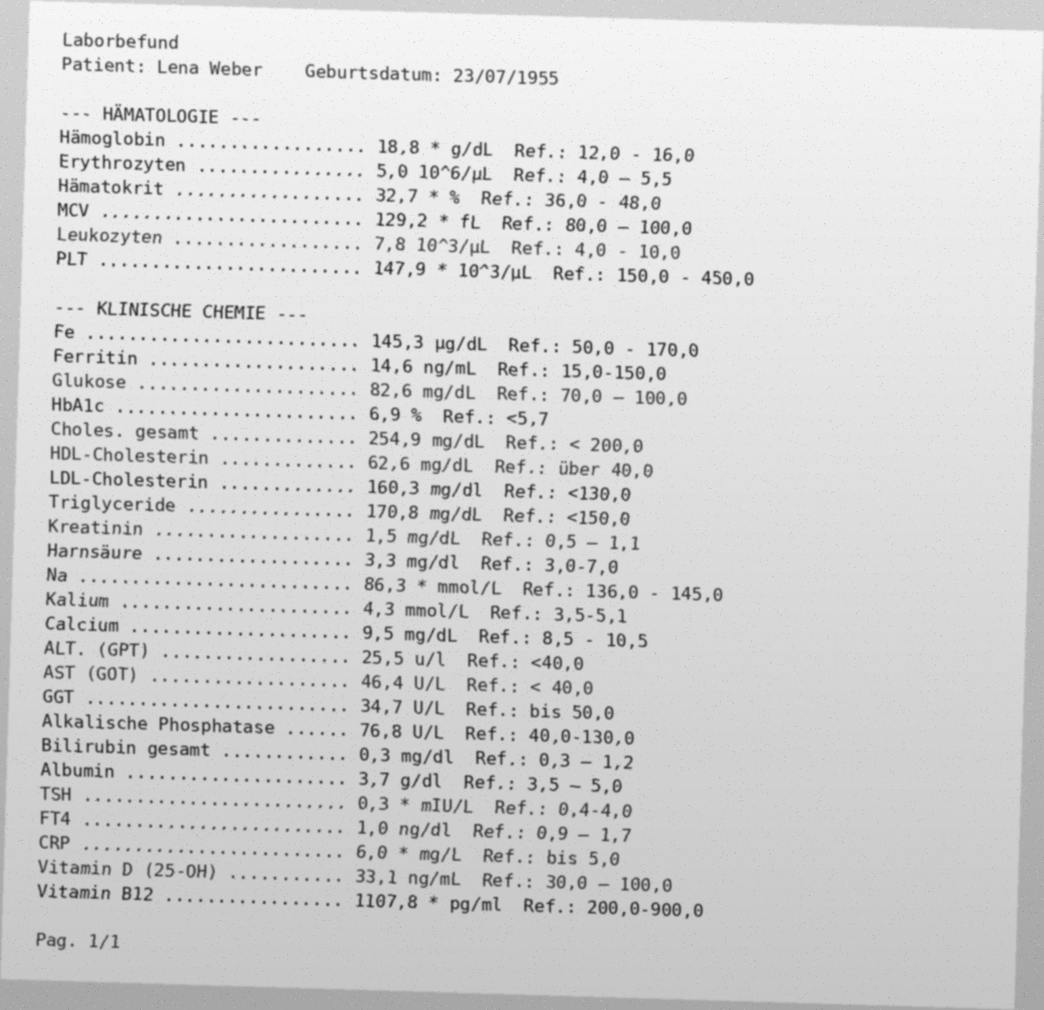 Laborbefund
Patient: Lena Weber    Geburtsdatum: 23/07/1955
--- HÄMATOLOGIE ---
Hämoglobin .................. 18,8 * g/dL  Ref.: 12,0 - 16,0
Erythrozyten ................ 5,0 10^6/µL  Ref.: 4,0 – 5,5
Hämatokrit .................. 32,7 * %  Ref.: 36,0 - 48,0
MCV ......................... 129,2 * fL  Ref.: 80,0 – 100,0
Leukozyten .................. 7,8 10^3/µL  Ref.: 4,0 - 10,0
PLT ......................... 147,9 * 10^3/µL  Ref.: 150,0 - 450,0
--- KLINISCHE CHEMIE ---
Fe .......................... 145,3 µg/dL  Ref.: 50,0 - 170,0
Ferritin .................... 14,6 ng/mL  Ref.: 15,0-150,0
Glukose ..................... 82,6 mg/dL  Ref.: 70,0 – 100,0
HbA1c ....................... 6,9 %  Ref.: <5,7
Choles. gesamt .............. 254,9 mg/dL  Ref.: < 200,0
HDL-Cholesterin ............. 62,6 mg/dL  Ref.: über 40,0
LDL-Cholesterin ............. 160,3 mg/dl  Ref.: <130,0
Triglyceride ................ 170,8 mg/dL  Ref.: <150,0
Kreatinin ................... 1,5 mg/dL  Ref.: 0,5 – 1,1
Harnsäure ................... 3,3 mg/dl  Ref.: 3,0-7,0
Na .......................... 86,3 * mmol/L  Ref.: 136,0 - 145,0
Kalium ...................... 4,3 mmol/L  Ref.: 3,5-5,1
Calcium ..................... 9,5 mg/dL  Ref.: 8,5 - 10,5
ALT. (GPT) .................. 25,5 u/l  Ref.: <40,0
AST (GOT) ................... 46,4 U/L  Ref.: < 40,0
GGT ......................... 34,7 U/L  Ref.: bis 50,0
Alkalische Phosphatase ...... 76,8 U/L  Ref.: 40,0-130,0
Bilirubin gesamt ............ 0,3 mg/dl  Ref.: 0,3 – 1,2
Albumin ..................... 3,7 g/dl  Ref.: 3,5 – 5,0
TSH ......................... 0,3 * mIU/L  Ref.: 0,4-4,0
FT4 ......................... 1,0 ng/dl  Ref.: 0,9 – 1,7
CRP ......................... 6,0 * mg/L  Ref.: bis 5,0
Vitamin D (25-OH) ........... 33,1 ng/mL  Ref.: 30,0 – 100,0
Vitamin B12 ................. 1107,8 * pg/ml  Ref.: 200,0-900,0
Pag. 1/1